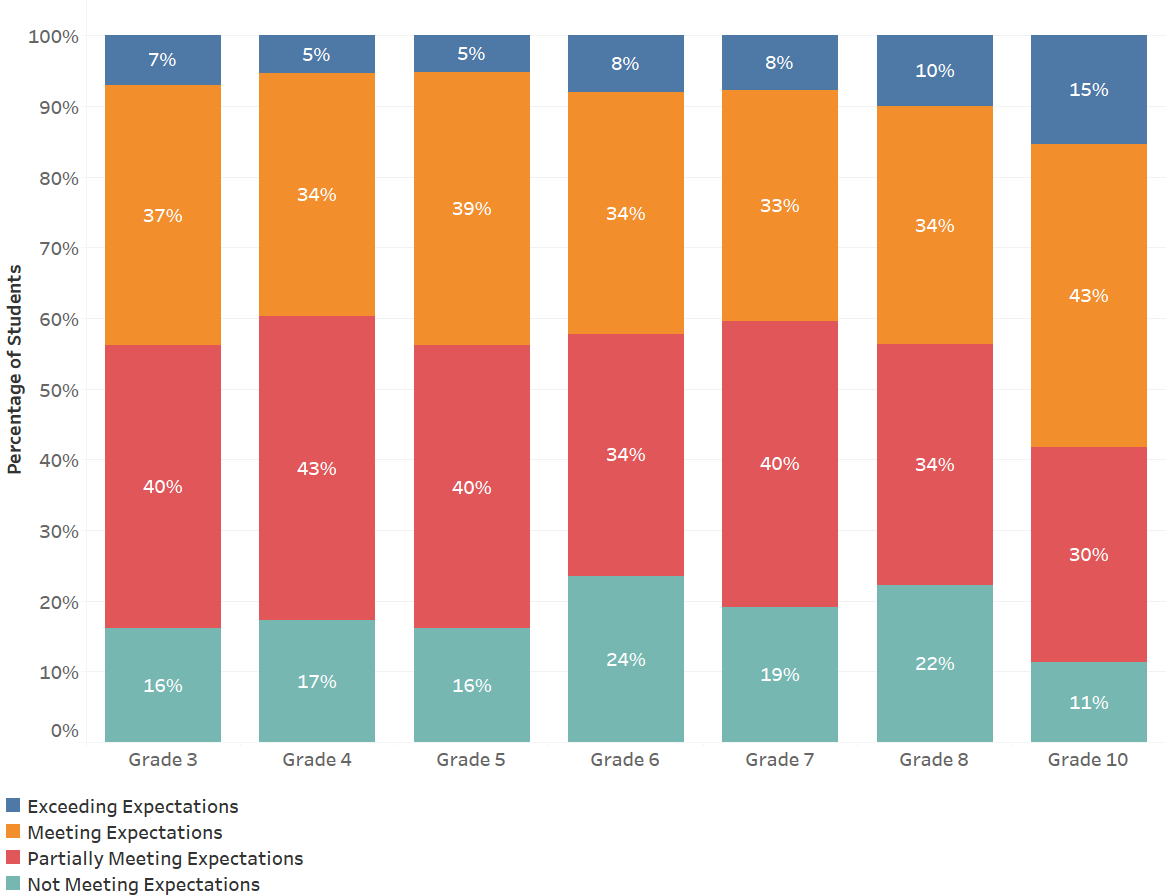 100%
90%
80%
70%
60%
50%
40%
30%
20%
10%
0%
Percentage of Students
7% 5% 5% 8% 8% 10% 15%
37% 34% 39% 34% 33% 34% 43%
40% 43% 40% 34% 40% 34% 30%
16% 17% 16% 24% 19% 22% 11%
Grade 3 Grade 4 Grade 5 Grade 6 Grade 7 Grade 8 Grade 10
Exceeding Expectations
Meeting Expectations
Partially Meeting Expectations
Not Meeting Expectations